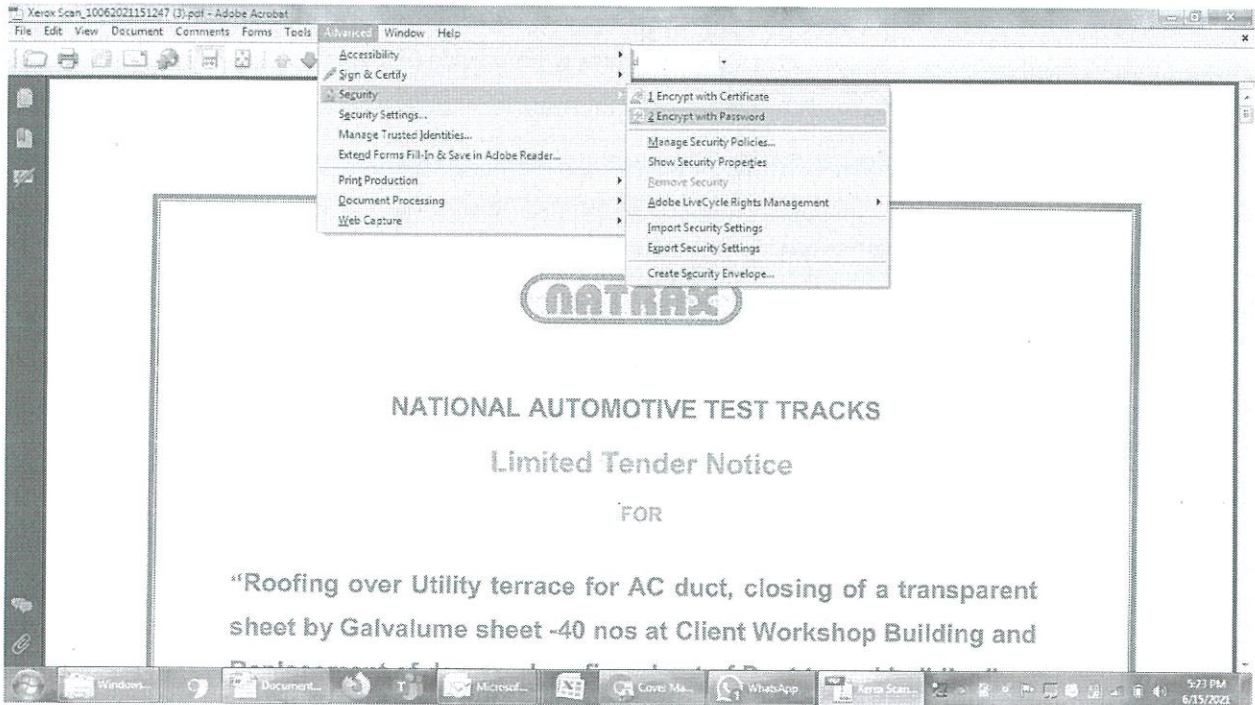 Xerox Scan_10062021151247 (3).pdf - Adobe Acrobat
File Edit View Document Comments Forms Tools Advanced Window Help
Accessibility
Sign & Certify
Security
Security Settings...
Manage Trusted Identities...
Extend Forms Fill-In & Save in Adobe Reader...
Print Production
Document Processing
Web Capture
1 Encrypt with Certificate
2 Encrypt with Password
Manage Security Policies...
Show Security Properties
Remove Security
Adobe LiveCycle Rights Management
Import Security Settings
Export Security Settings
Create Security Envelope...
NATRAX
NATIONAL AUTOMOTIVE TEST TRACKS
Limited Tender Notice
FOR
"Roofing over Utility terrace for AC duct, closing of a transparent
sheet by Galvalume sheet -40 nos at Client Workshop Building and
Windows... Document... Microsof... Cover Ma... WhatsApp Xerox Scan...
PM
6/15/2021